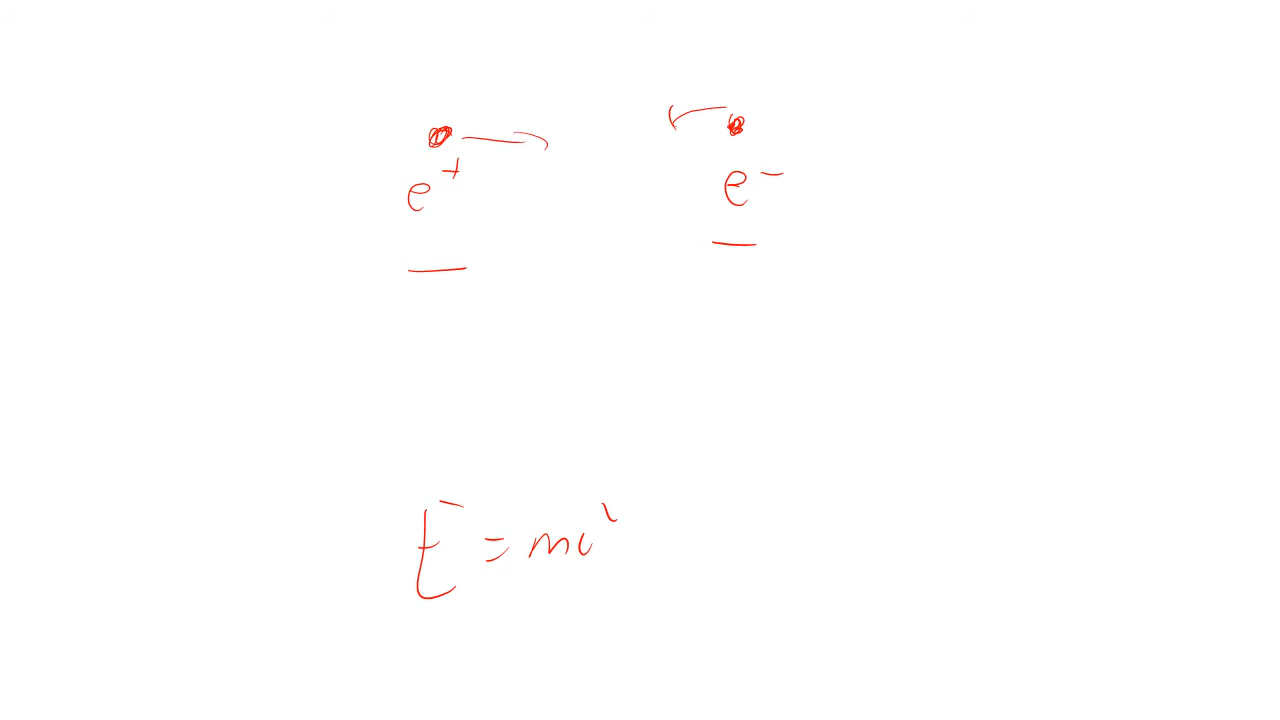 e⁺ e⁻
E = mc²